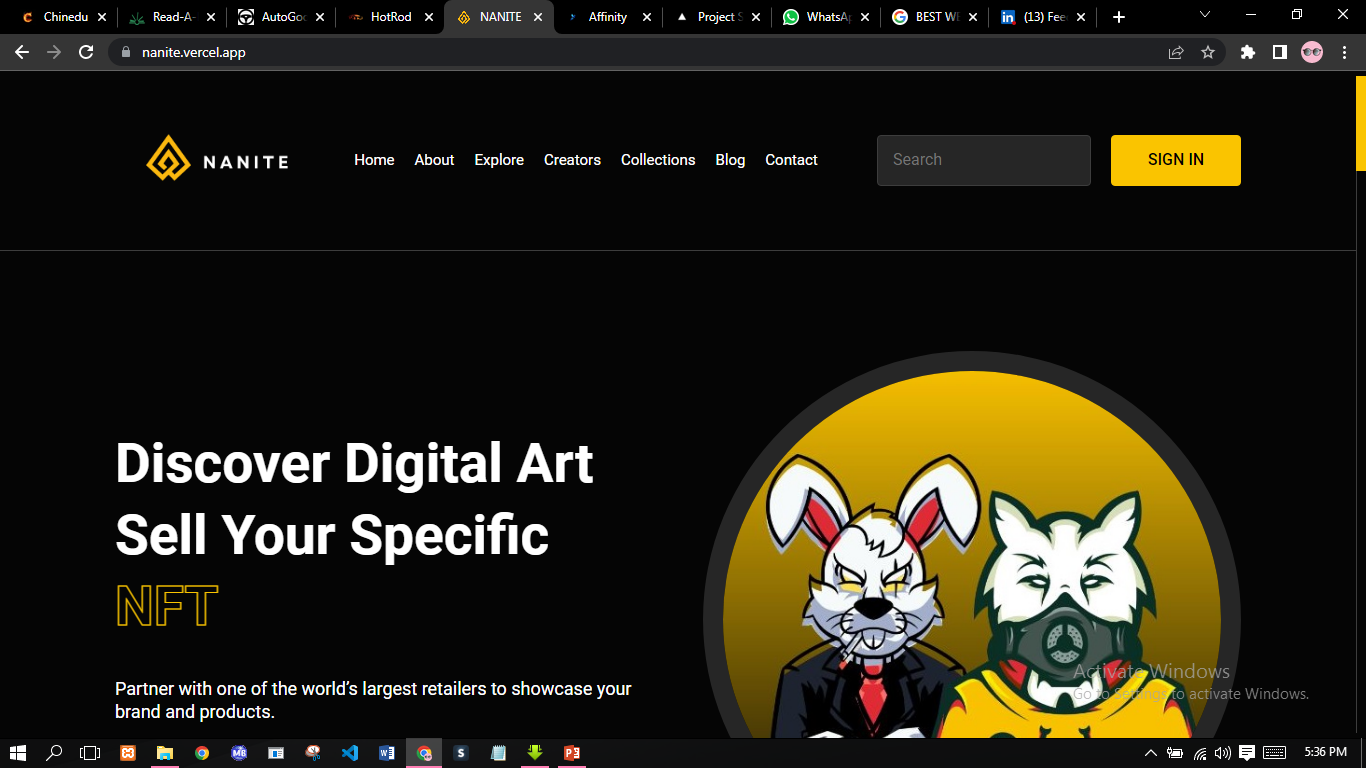 Chinedu
Read-A-
AutoGo
HotRod
NANITE
Affinity
Project S
WhatsA
BEST WE
(13) Fee
nanite.vercel.app
NANITE
Home About Explore Creators Collections Blog Contact
Search
SIGN IN
Discover Digital Art
Sell Your Specific
NFT
Partner with one of the world’s largest retailers to showcase your
brand and products.
Activate Windows
Go to Settings to activate Windows.
5:36 PM